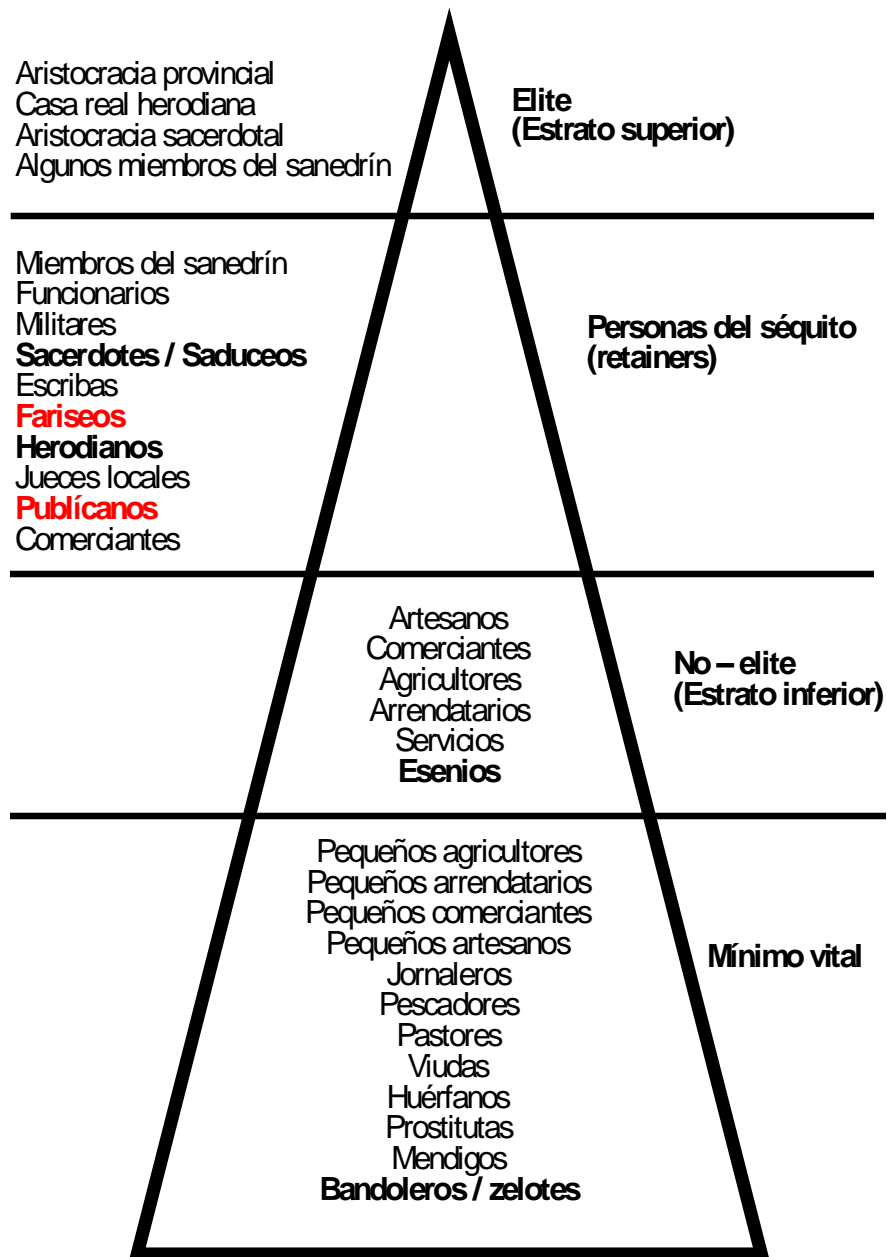 Aristocracia provincial
Casa real herodiana
Aristocracia sacerdotal
Algunos miembros del sanedrín
Elite
(Estrato superior)
Miembros del sanedrín
Funcionarios
Militares
Sacerdotes / Saduceos
Escribas
Fariseos
Herodianos
Jueces locales
Publícanos
Comerciantes
Personas del séquito
(retainers)
Artesanos
Comerciantes
Agricultores
Arrendatarios
Servicios
Esenios
No – elite
(Estrato inferior)
Pequeños agricultores
Pequeños arrendatarios
Pequeños comerciantes
Pequeños artesanos
Jornaleros
Pescadores
Pastores
Viudas
Huérfanos
Prostitutas
Mendigos
Bandoleros / zelotes
Mínimo vital